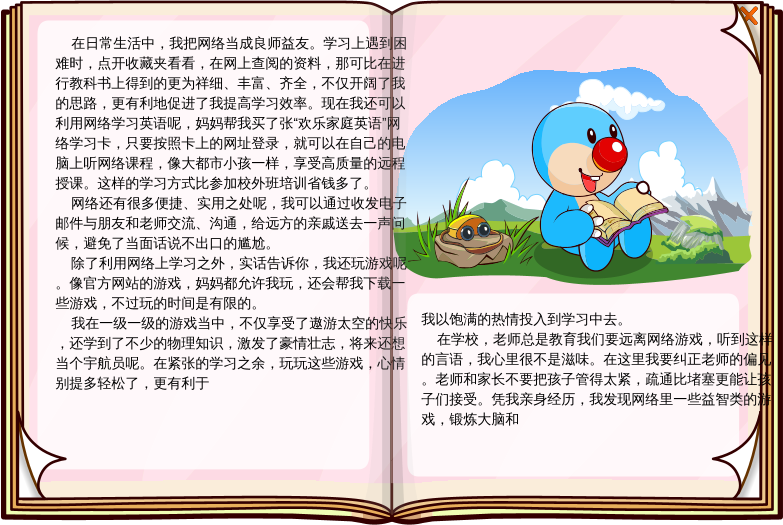 在日常生活中，我把网络当成良师益友。学习上遇到困
难时，点开收藏夹看看，在网上查阅的资料，那可比在进
行教科书上得到的更为祥细、丰富、齐全，不仅开阔了我
的思路，更有利地促进了我提高学习效率。现在我还可以
利用网络学习英语呢，妈妈帮我买了张“欢乐家庭英语”网
络学习卡，只要按照卡上的网址登录，就可以在自己的电
脑上听网络课程，像大都市小孩一样，享受高质量的远程
授课。这样的学习方式比参加校外班培训省钱多了。
网络还有很多便捷、实用之处呢，我可以通过收发电子
邮件与朋友和老师交流、沟通，给远方的亲戚送去一声问
候，避免了当面话说不出口的尴尬。
除了利用网络上学习之外，实话告诉你，我还玩游戏呢
。像官方网站的游戏，妈妈都允许我玩，还会帮我下载一
些游戏，不过玩的时间是有限的。
我在一级一级的游戏当中，不仅享受了遨游太空的快乐
，还学到了不少的物理知识，激发了豪情壮志，将来还想
当个宇航员呢。在紧张的学习之余，玩玩这些游戏，心情
别提多轻松了，更有利于
我以饱满的热情投入到学习中去。
在学校，老师总是教育我们要远离网络游戏，听到这样
的言语，我心里很不是滋味。在这里我要纠正老师的偏见
。老师和家长不要把孩子管得太紧，疏通比堵塞更能让孩
子们接受。凭我亲身经历，我发现网络里一些益智类的游
戏，锻炼大脑和